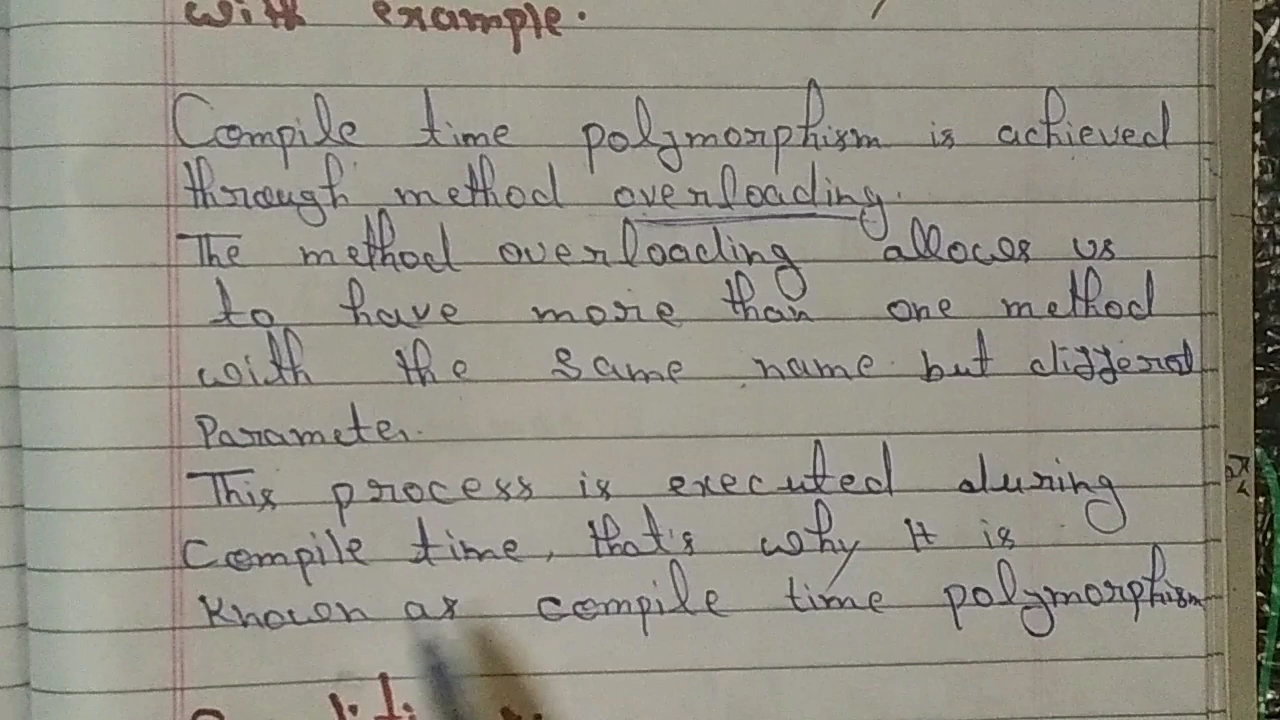 with example.
Compile time polymorphism is achieved
through method overloading.
The method overloading allows us
to have more than one method
with the same name but different
Parameter.
This process is executed during
Compile time, that's why It is
Known as compile time polymorphism